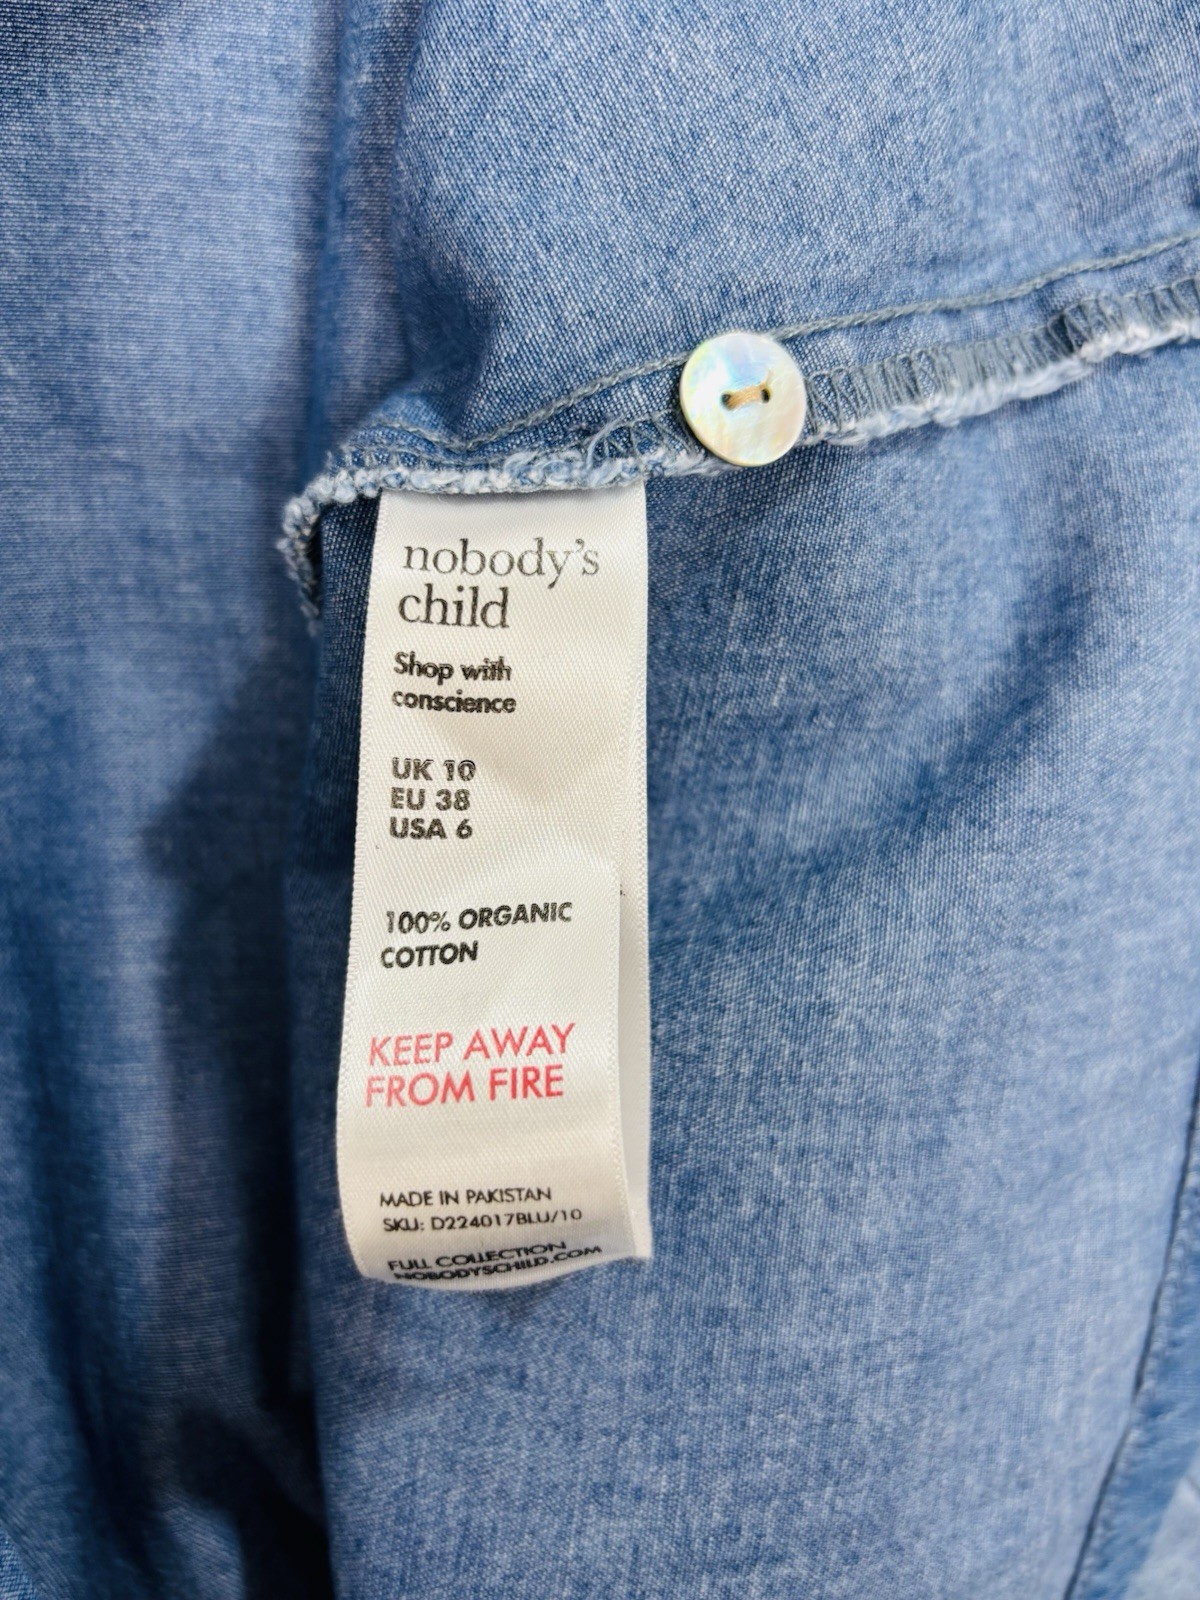 nobody's
child
Shop with
conscience
UK 10
EU 38
USA 6
100% ORGANIC
COTTON
KEEP AWAY
FROM FIRE
MADE IN PAKISTAN
SKU: D224017BLU/10
FULL COLLECTION
NOBODYSCHILD.COM